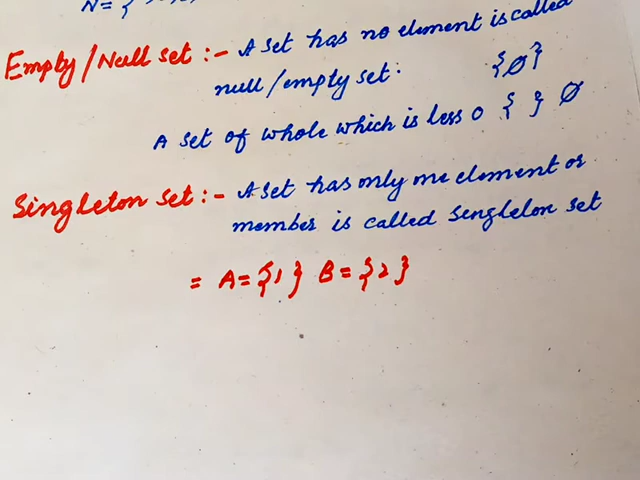 N= {
Empty/Null set :- A set has no element is called
null/empty set. {∅}
A set of whole which is less 0 { } ∅
Singleton set :- A set has only one element or
member is called Singleton set
= A={1} B={2}